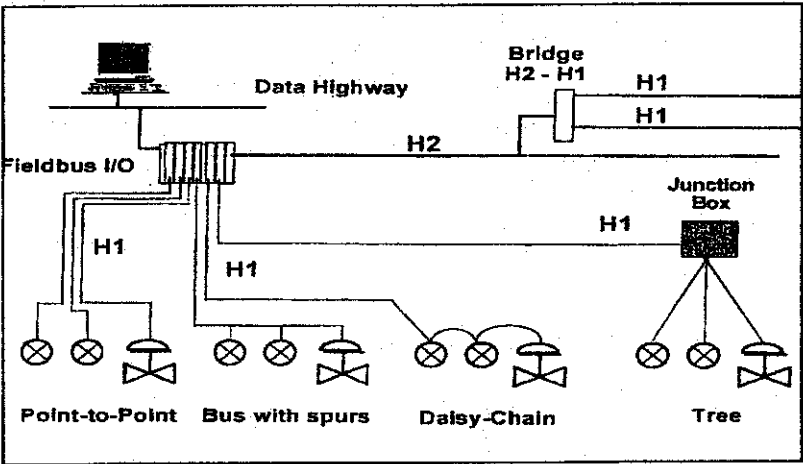 Bridge
H2 - H1
H1
Data Highway
H1
H2
Fieldbus I/O
Junction
Box
H1
H1
H1
Point-to-Point
Bus with spurs
Daisy-Chain
Tree